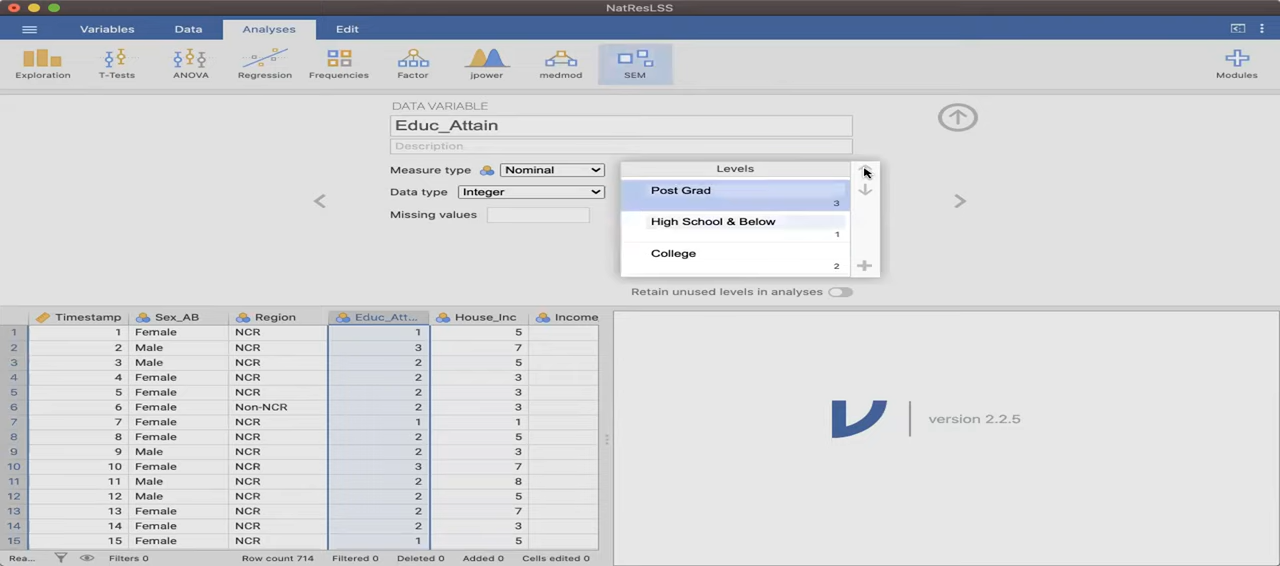 NatResLSS
Variables Data Analyses Edit
Exploration T-Tests ANOVA Regression Frequencies Factor jpower medmod SEM Modules
DATA VARIABLE
Educ_Attain
Description
Measure type Nominal
Data type Integer
Missing values
Levels
Post Grad
3
High School & Below
1
College
2
Retain unused levels in analyses
Timestamp Sex_AB Region Educ_Att... House_Inc Income
1 1 Female NCR 1 5
2 2 Male NCR 3 7
3 3 Male NCR 2 5
4 4 Female NCR 2 3
5 5 Female NCR 2 3
6 6 Female Non-NCR 2 3
7 7 Female NCR 1 1
8 8 Female NCR 2 5
9 9 Male NCR 2 3
10 10 Female NCR 3 7
11 11 Male NCR 2 8
12 12 Male NCR 2 5
13 13 Female NCR 2 7
14 14 Female NCR 2 3
15 15 Female NCR 1 5
version 2.2.5
Rea... Filters 0 Row count 714 Filtered 0 Deleted 0 Added 0 Cells edited 0